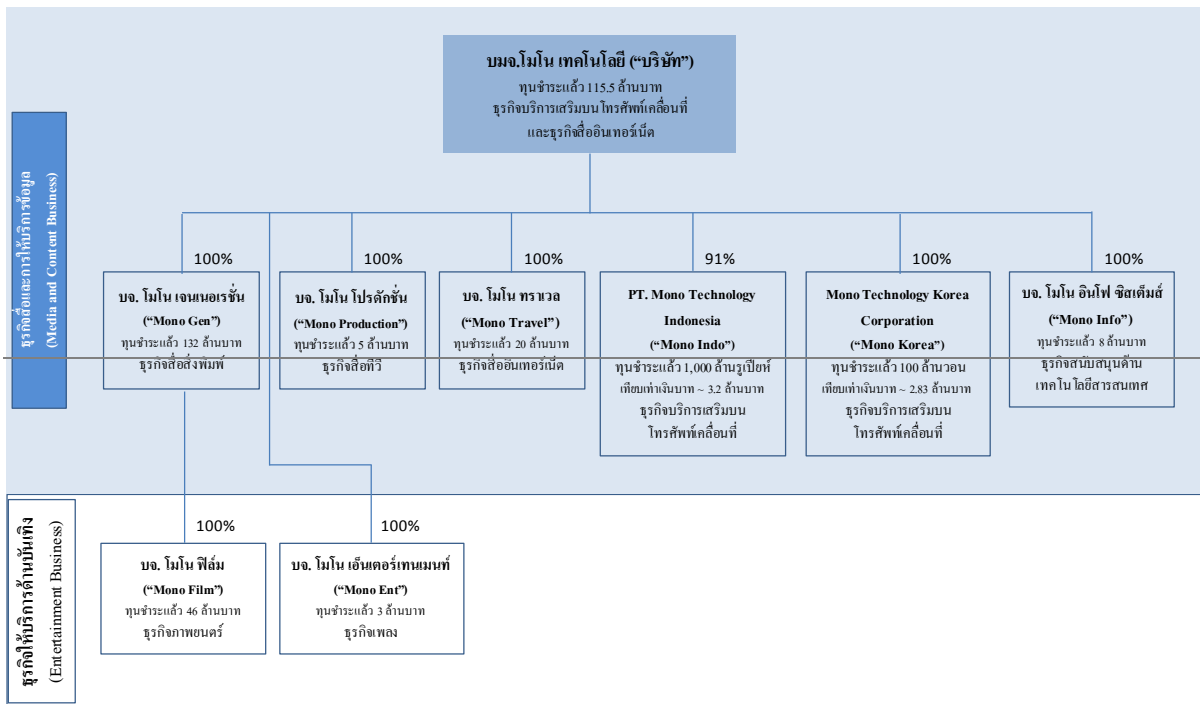 บมจ.โมโน เทคโนโลยี (“บริษัท”)
ทุนชำระแล้ว 115.5 ล้านบาท
ธุรกิจบริการเสริมบนโทรศัพท์เคลื่อนที่
และธุรกิจสื่ออินเทอร์เน็ต
ธุรกิจสื่อและการให้บริการข้อมูล
(Media and Content Business)
100%
บจ. โมโน เจนเนอเรชั่น
(“Mono Gen”)
ทุนชำระแล้ว 132 ล้านบาท
ธุรกิจสื่อสิ่งพิมพ์
100%
บจ. โมโน โปรดักชั่น
(“Mono Production”)
ทุนชำระแล้ว 5 ล้านบาท
ธุรกิจสื่อทีวี
100%
บจ. โมโน ทราเวล
(“Mono Travel”)
ทุนชำระแล้ว 20 ล้านบาท
ธุรกิจสื่ออินเทอร์เน็ต
91%
PT. Mono Technology
Indonesia
(“Mono Indo”)
ทุนชำระแล้ว 1,000 ล้านรูเปียห์
เทียบเท่าเงินบาท ~ 3.2 ล้านบาท
ธุรกิจบริการเสริมบน
โทรศัพท์เคลื่อนที่
100%
Mono Technology Korea
Corporation
(“Mono Korea”)
ทุนชำระแล้ว 100 ล้านวอน
เทียบเท่าเงินบาท ~ 2.83 ล้านบาท
ธุรกิจบริการเสริมบน
โทรศัพท์เคลื่อนที่
100%
บจ. โมโน อินโฟ ซิสเต็มส์
(“Mono Info”)
ทุนชำระแล้ว 8 ล้านบาท
ธุรกิจสนับสนุนด้าน
เทคโนโลยีสารสนเทศ
ธุรกิจให้บริการด้านบันเทิง
(Entertainment Business)
100%
บจ. โมโน ฟิล์ม
(“Mono Film”)
ทุนชำระแล้ว 46 ล้านบาท
ธุรกิจภาพยนตร์
100%
บจ. โมโน เอ็นเตอร์เทนเมนท์
(“Mono Ent”)
ทุนชำระแล้ว 3 ล้านบาท
ธุรกิจเพลง